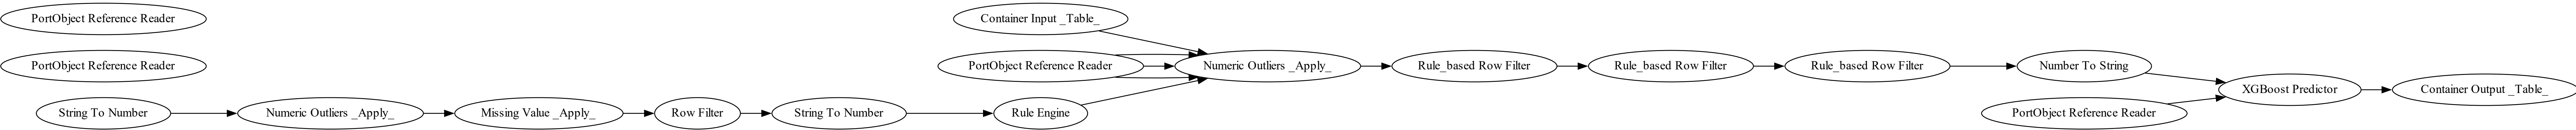 PortObject Reference Reader
PortObject Reference Reader
String To Number
Numeric Outliers _Apply_
Missing Value _Apply_
Row Filter
String To Number
Rule Engine
Container Input _Table_
PortObject Reference Reader
Numeric Outliers _Apply_
Rule_based Row Filter
Rule_based Row Filter
Rule_based Row Filter
Number To String
PortObject Reference Reader
XGBoost Predictor
Container Output _Table_